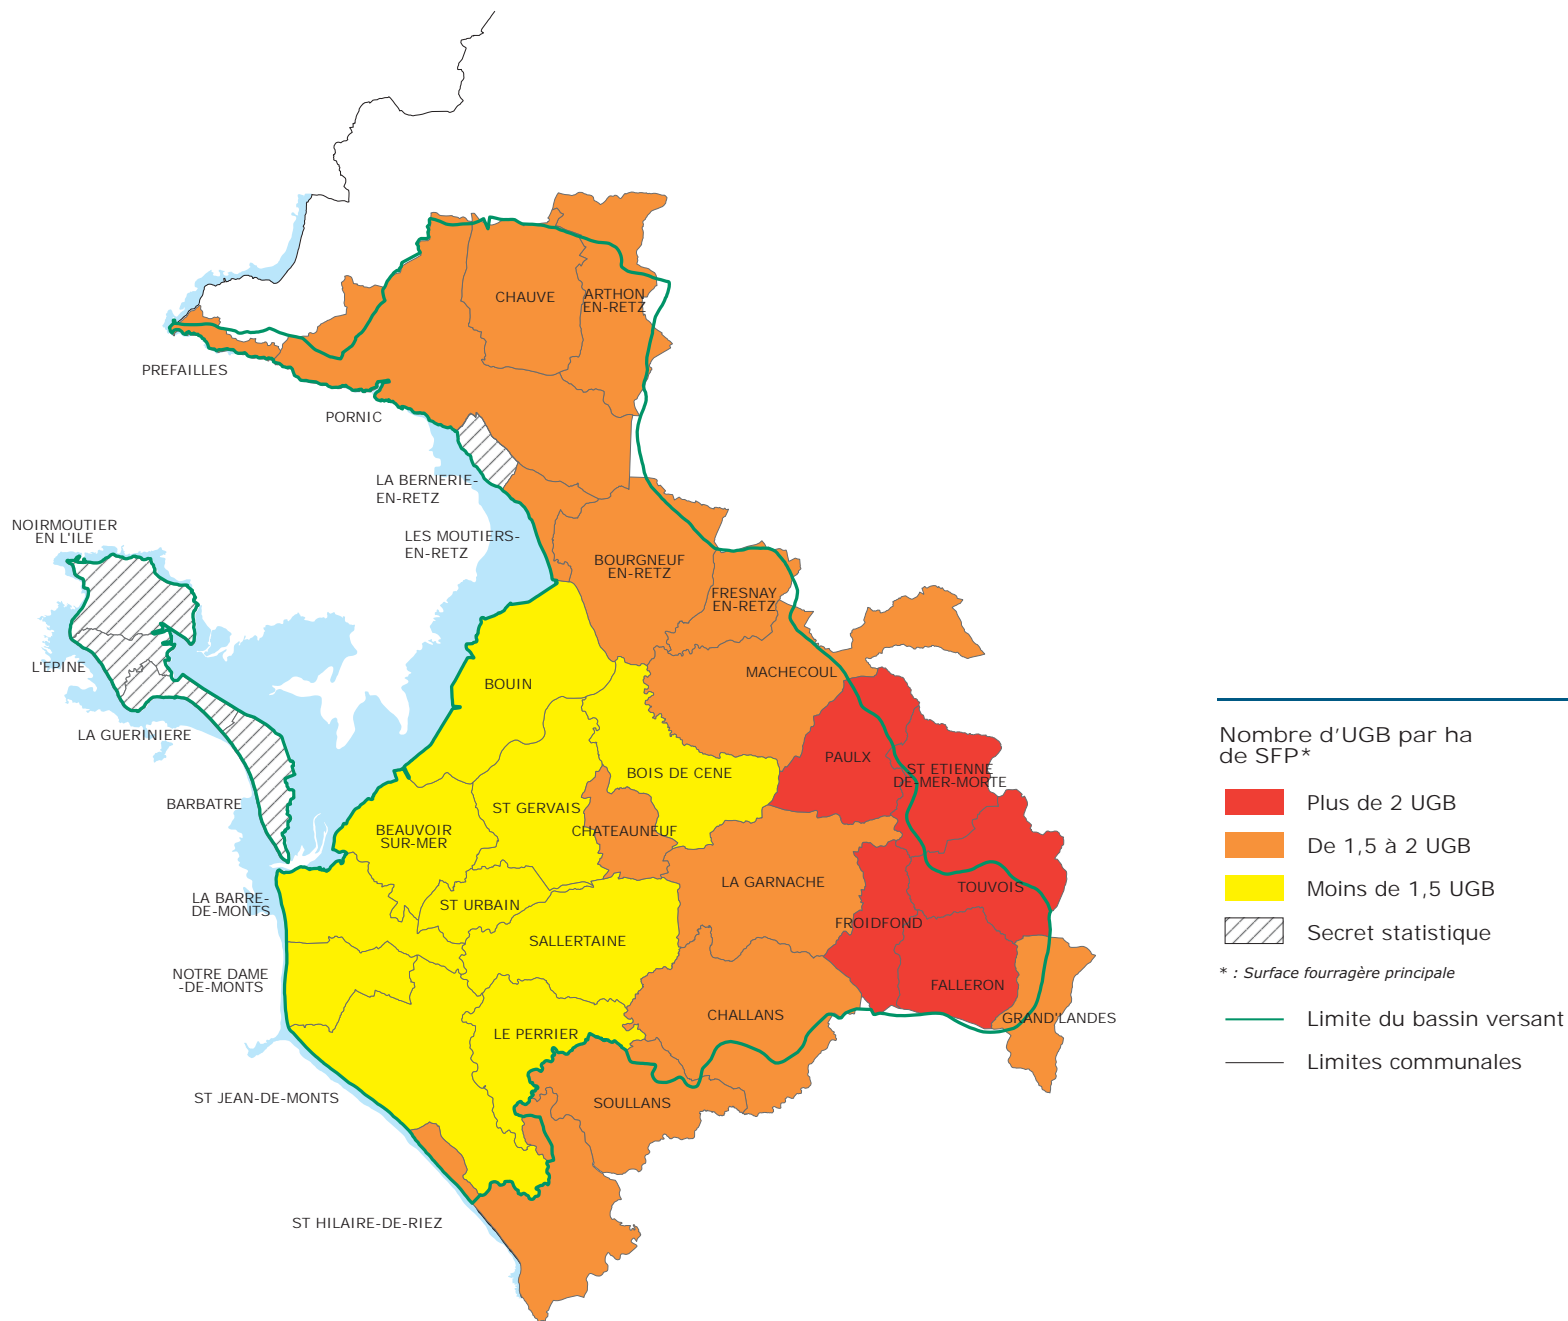 CHAUVE
ARTHON
EN-RETZ
PREFAILLES
PORNIC
LA BERNERIE-
EN-RETZ
NOIRMOUTIER
EN L'ILE
LES MOUTIERS-
EN-RETZ
BOURGNEUF
EN-RETZ
FRESNAY
EN-RETZ
L'EPINE
MACHECOUL
BOUIN
LA GUERINIERE
PAULX
BOIS DE CENE
ST ETIENNE
DE-MER-MORTE
BARBATRE
ST GERVAIS
BEAUVOIR
SUR-MER
CHATEAUNEUF
LA GARNACHE
TOUVOIS
LA BARRE-
DE-MONTS
ST URBAIN
FROIDFOND
SALLERTAINE
NOTRE DAME
-DE-MONTS
FALLERON
CHALLANS
GRAND'LANDES
LE PERRIER
ST JEAN-DE-MONTS
SOULLANS
ST HILAIRE-DE-RIEZ
Nombre d'UGB par ha
de SFP*
Plus de 2 UGB
De 1,5 à 2 UGB
Moins de 1,5 UGB
Secret statistique
* : Surface fourragère principale
Limite du bassin versant
Limites communales